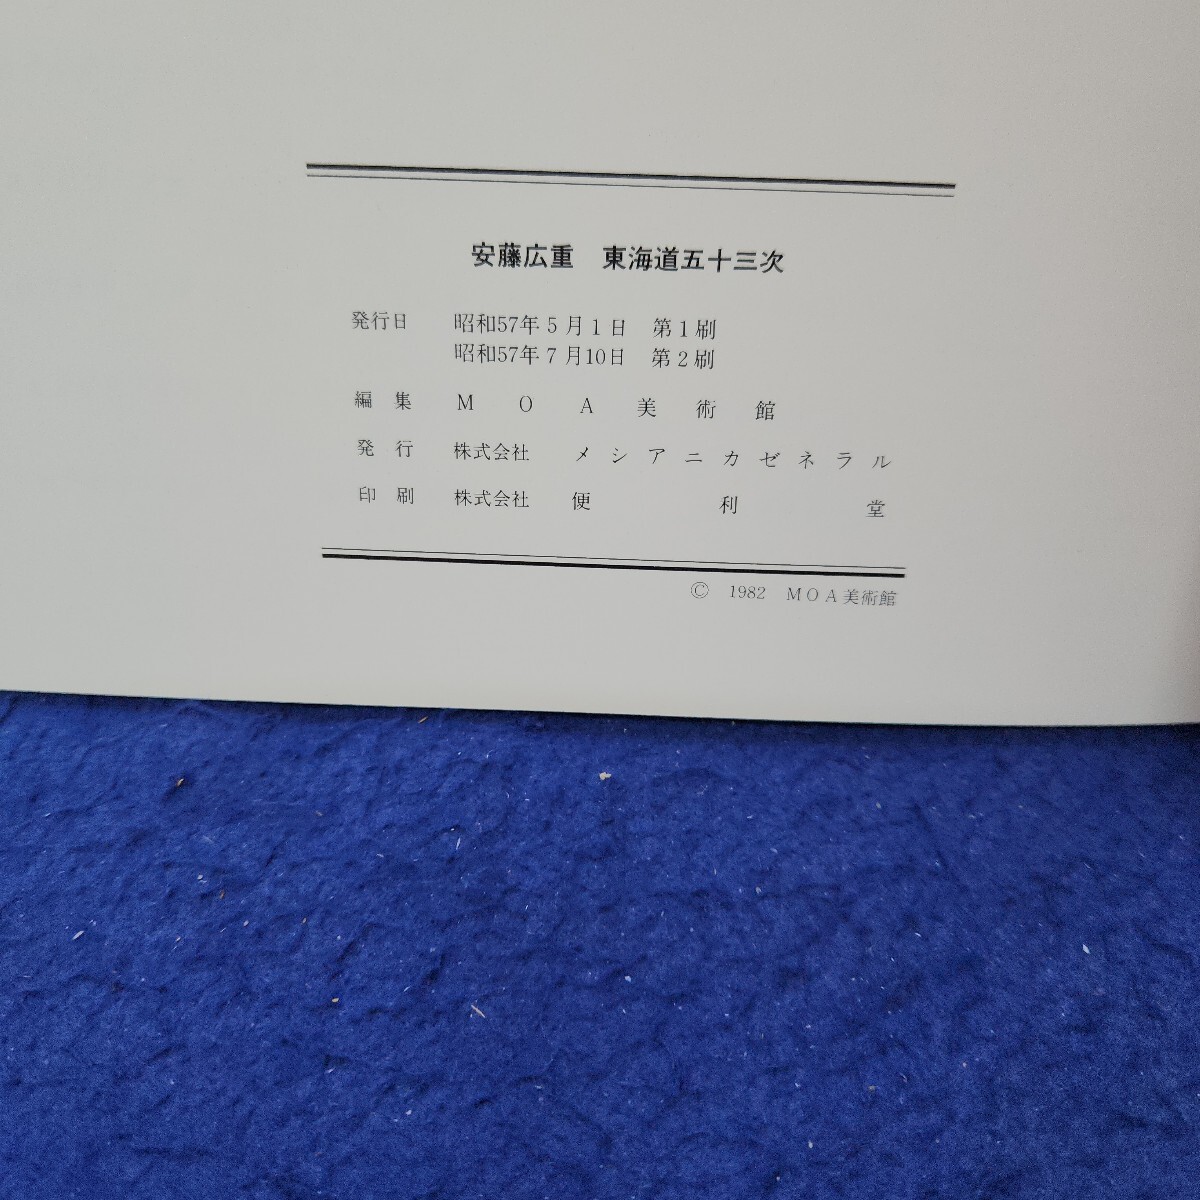 安藤広重 東海道五十三次
発行日 昭和57年5月1日 第1刷
昭和57年7月10日 第2刷
編集 MOA美術館
発行 株式会社 メシアニカゼネラル
印刷 株式会社 便利堂
© 1982 MOA美術館